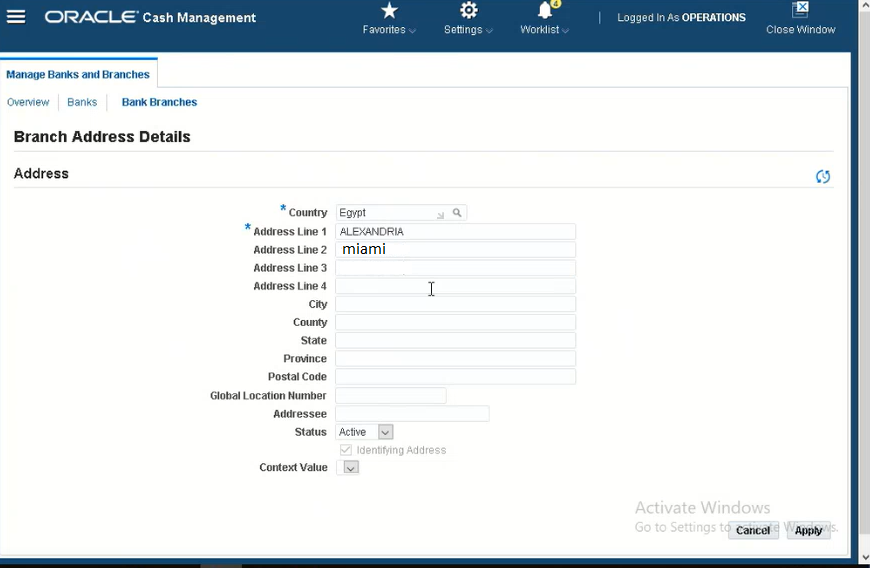 ORACLE® Cash Management
Favorites
Settings
4
Worklist
Logged In As OPERATIONS
Close Window
Manage Banks and Branches
Overview
Banks
Bank Branches
Branch Address Details
Address
* Country Egypt
* Address Line 1 ALEXANDRIA
Address Line 2 miami
Address Line 3
Address Line 4
City
County
State
Province
Postal Code
Global Location Number
Addressee
Status Active
Identifying Address
Context Value
Activate Windows
Go to Settings to activate Windows.
Cancel
Apply